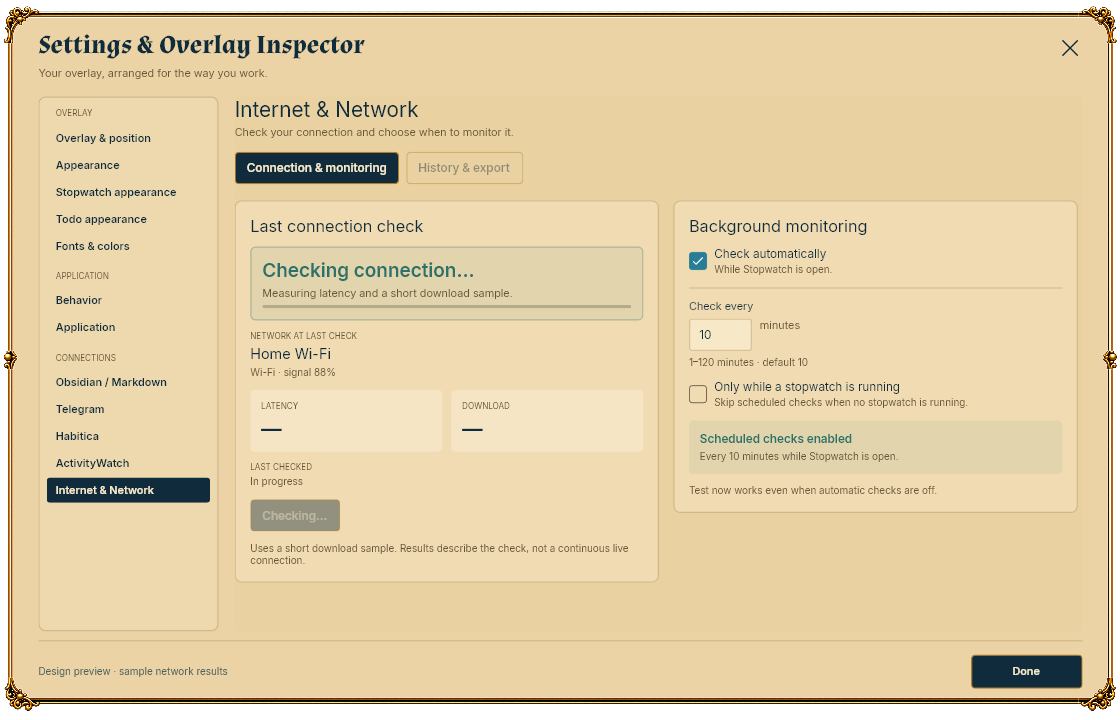 Settings & Overlay Inspector
Your overlay, arranged for the way you work.
OVERLAY
Overlay & position
Appearance
Stopwatch appearance
Todo appearance
Fonts & colors
APPLICATION
Behavior
Application
CONNECTIONS
Obsidian / Markdown
Telegram
Habitica
ActivityWatch
Internet & Network
Internet & Network
Check your connection and choose when to monitor it.
Connection & monitoring
History & export
Last connection check
Checking connection...
Measuring latency and a short download sample.
NETWORK AT LAST CHECK
Home Wi-Fi
Wi-Fi · signal 88%
LATENCY
—
DOWNLOAD
—
LAST CHECKED
In progress
Checking...
Uses a short download sample. Results describe the check, not a continuous live
connection.
Background monitoring
Check automatically
While Stopwatch is open.
Check every
10
minutes
1–120 minutes · default 10
Only while a stopwatch is running
Skip scheduled checks when no stopwatch is running.
Scheduled checks enabled
Every 10 minutes while Stopwatch is open.
Test now works even when automatic checks are off.
Design preview · sample network results
Done